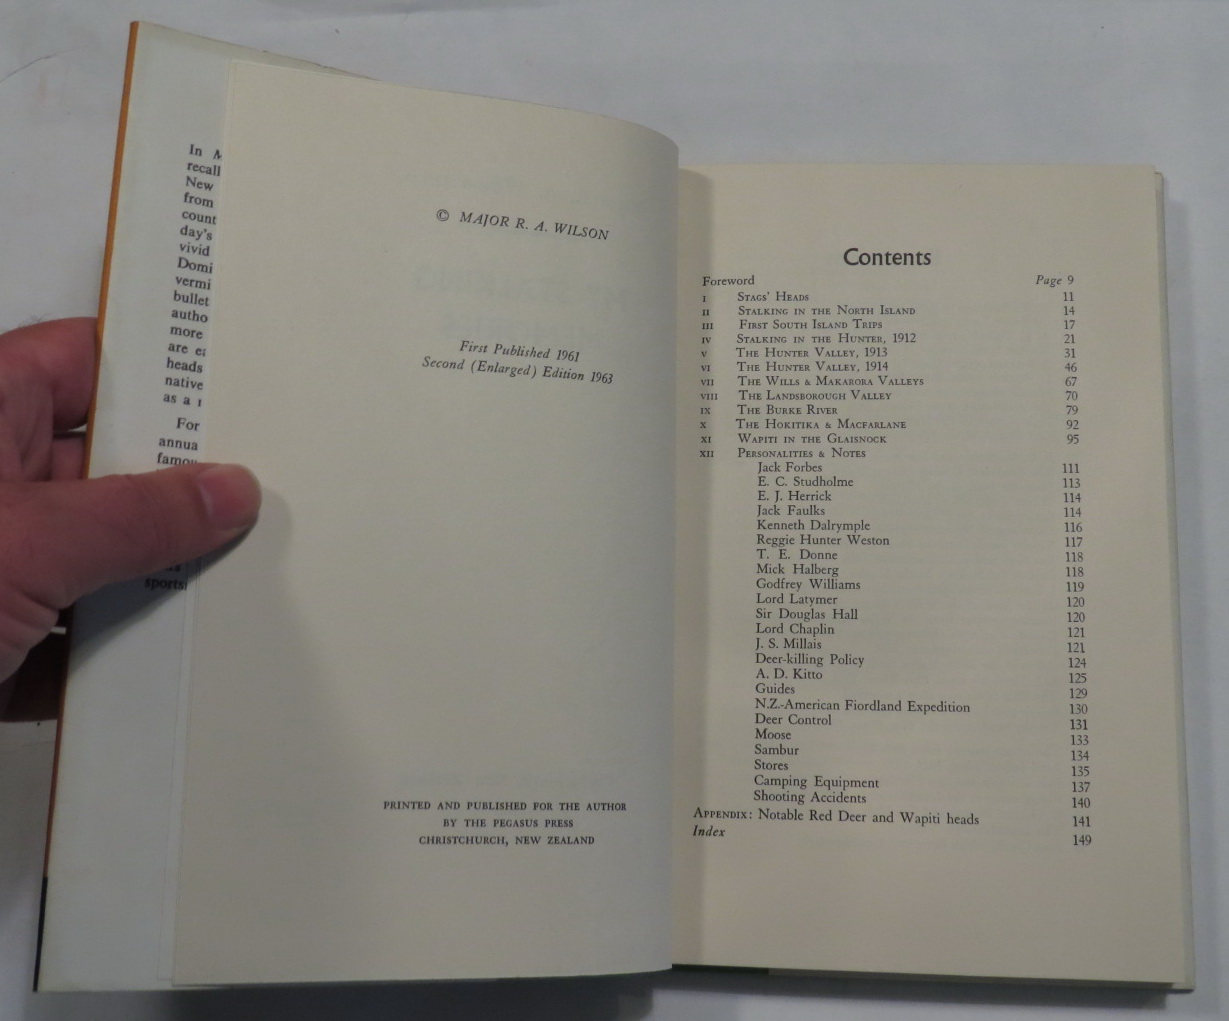 In
recall
New
from
count
day's
vivid
Domi
vermi
bullet
autho
more
are
heads
native
as a
For
annua
famou
sports
© MAJOR R. A. WILSON
First Published 1961
Second (Enlarged) Edition 1963
PRINTED AND PUBLISHED FOR THE AUTHOR
BY THE PEGASUS PRESS
CHRISTCHURCH, NEW ZEALAND
Contents
Foreword Page 9
I STAGS' HEADS 11
II STALKING IN THE NORTH ISLAND 14
III FIRST SOUTH ISLAND TRIPS 17
IV STALKING IN THE HUNTER, 1912 21
V THE HUNTER VALLEY, 1913 31
VI THE HUNTER VALLEY, 1914 46
VII THE WILLS & MAKARORA VALLEYS 67
VIII THE LANDSBOROUGH VALLEY 70
IX THE BURKE RIVER 79
X THE HOKITIKA & MACFARLANE 92
XI WAPITI IN THE GLAISNOCK 95
XII PERSONALITIES & NOTES
Jack Forbes 111
E. C. Studholme 113
E. J. Herrick 114
Jack Faulks 114
Kenneth Dalrymple 116
Reggie Hunter Weston 117
T. E. Donne 118
Mick Halberg 118
Godfrey Williams 119
Lord Latymer 120
Sir Douglas Hall 120
Lord Chaplin 121
J. S. Millais 121
Deer-killing Policy 124
A. D. Kitto 125
Guides 129
N.Z.-American Fiordland Expedition 130
Deer Control 131
Moose 133
Sambur 134
Stores 135
Camping Equipment 137
Shooting Accidents 140
APPENDIX: Notable Red Deer and Wapiti heads 141
Index 149